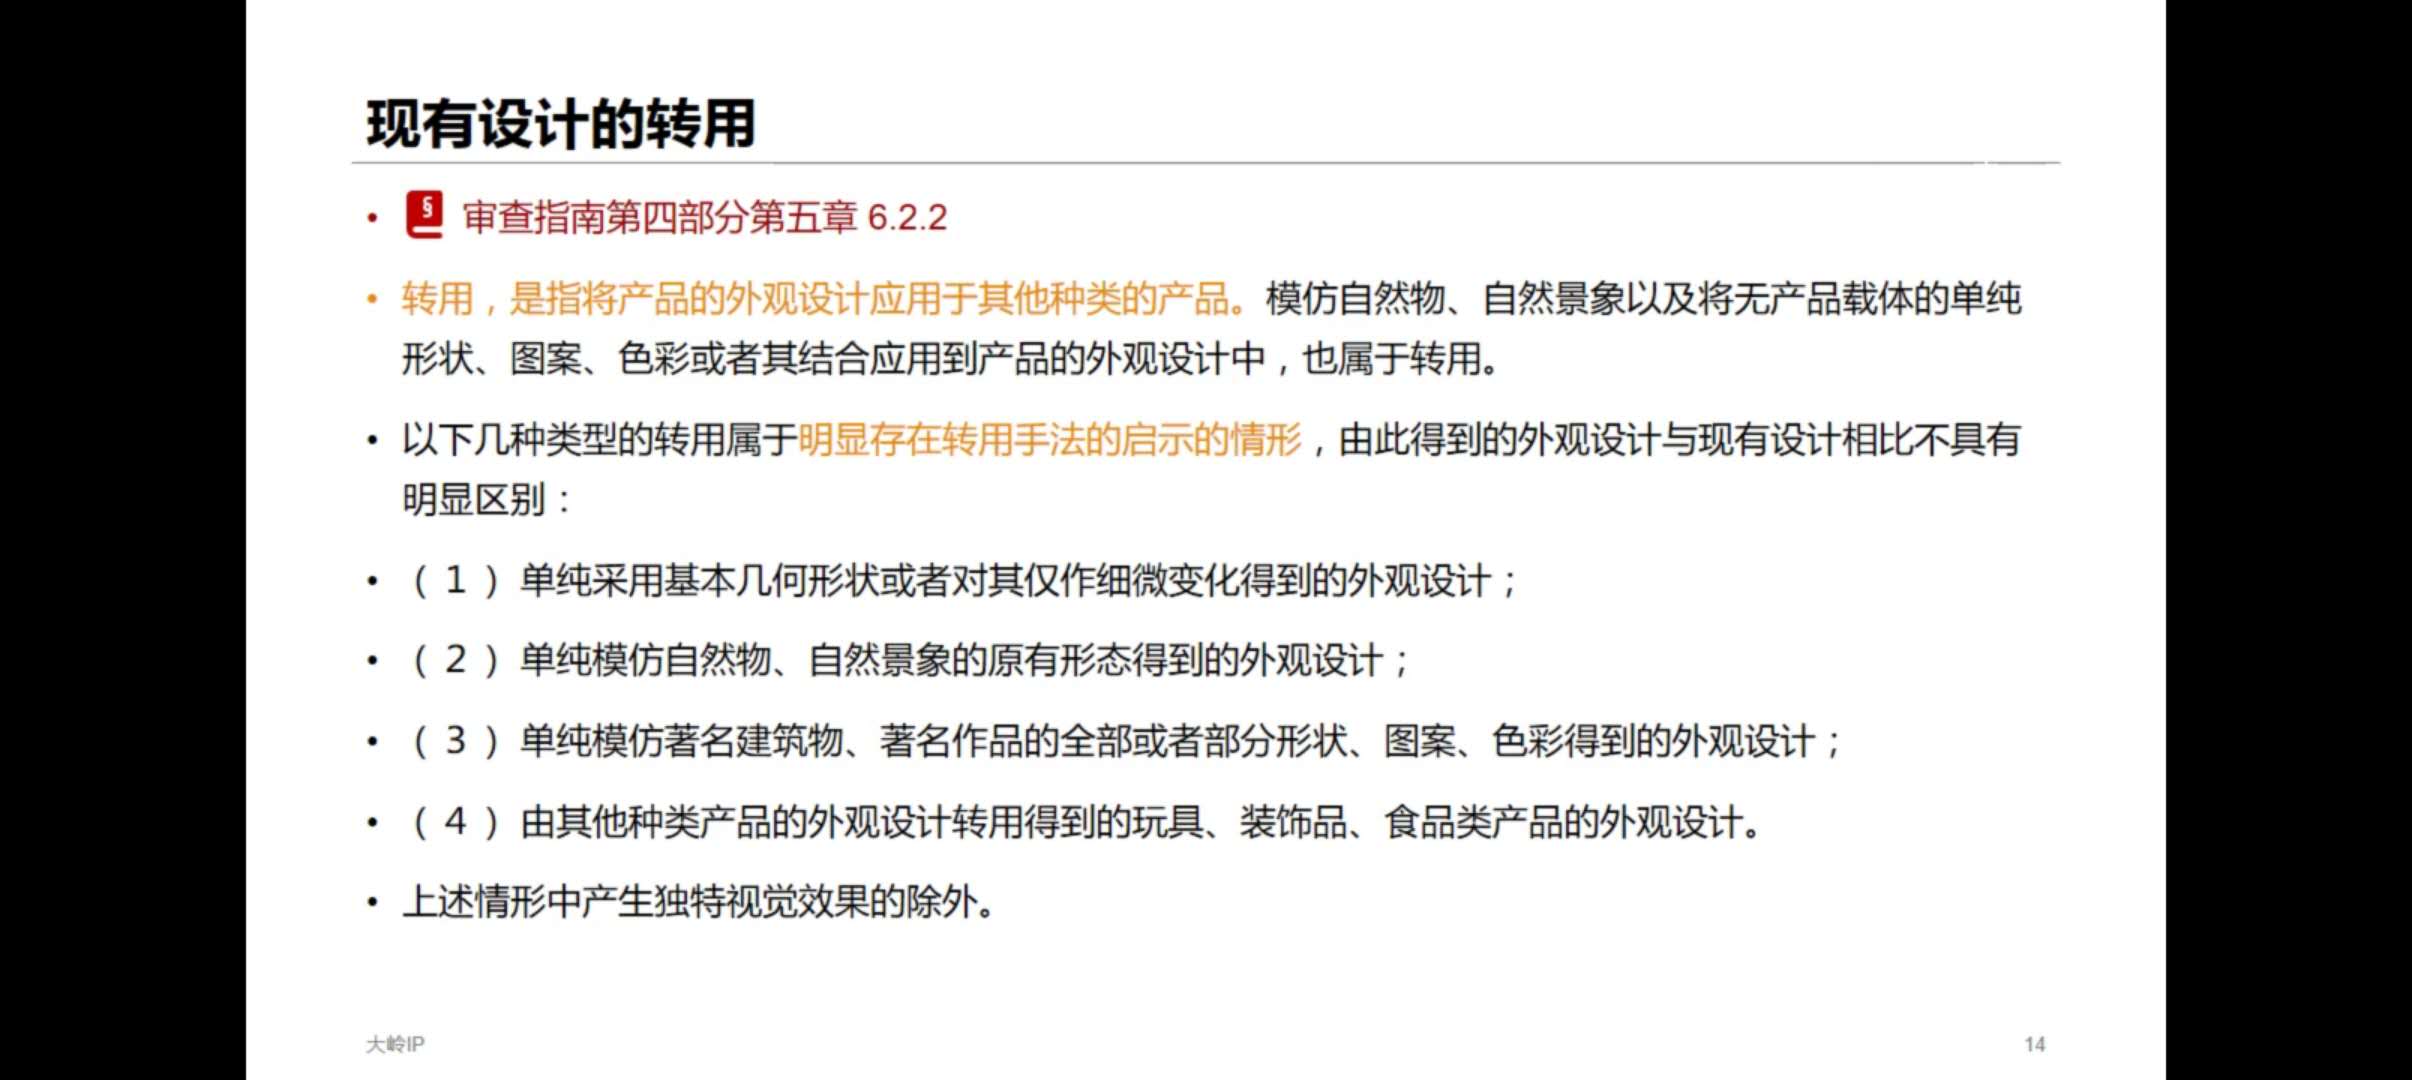 现有设计的转用
• § 审查指南第四部分第五章 6.2.2
• 转用，是指将产品的外观设计应用于其他种类的产品。模仿自然物、自然景象以及将无产品载体的单纯
形状、图案、色彩或者其结合应用到产品的外观设计中，也属于转用。
• 以下几种类型的转用属于明显存在转用手法的启示的情形，由此得到的外观设计与现有设计相比不具有
明显区别：
• （1）单纯采用基本几何形状或者对其仅作细微变化得到的外观设计；
• （2）单纯模仿自然物、自然景象的原有形态得到的外观设计；
• （3）单纯模仿著名建筑物、著名作品的全部或者部分形状、图案、色彩得到的外观设计；
• （4）由其他种类产品的外观设计转用得到的玩具、装饰品、食品类产品的外观设计。
• 上述情形中产生独特视觉效果的除外。
大岭IP
14